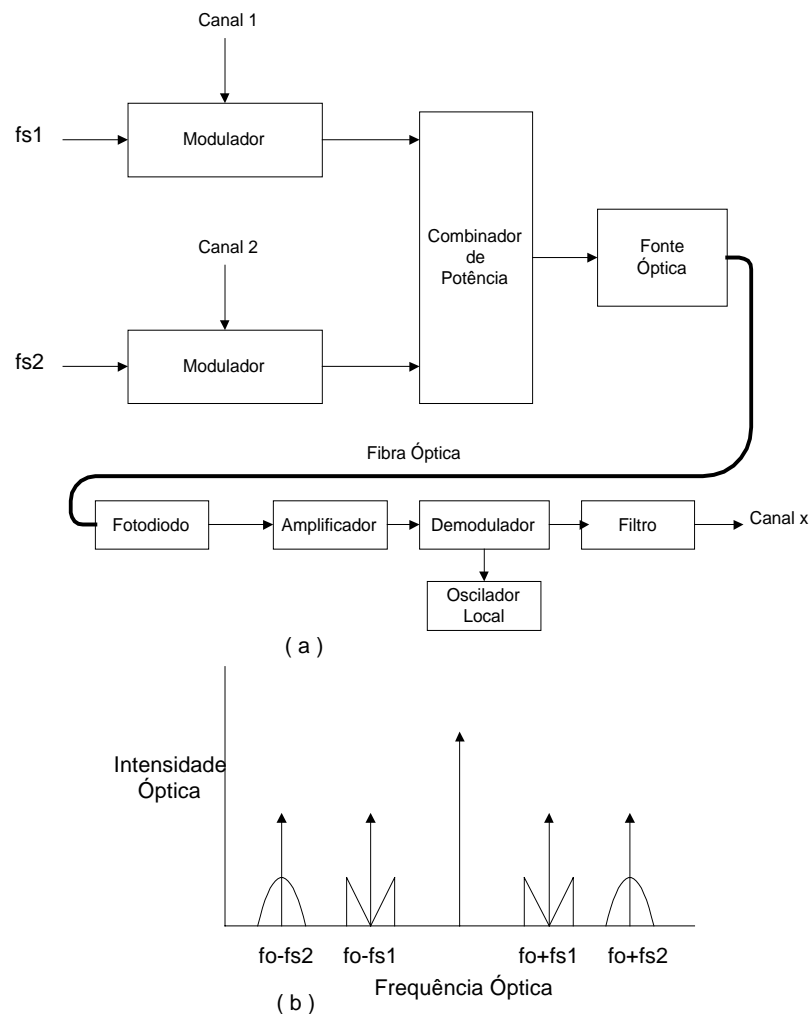 Canal 1
fs1
Modulador
Canal 2
fs2
Modulador
Combinador
de
Potência
Fonte
Óptica
Fibra Óptica
Fotodiodo
Amplificador
Demodulador
Filtro
Canal x
Oscilador
Local
( a )
Intensidade
Óptica
fo-fs2
fo-fs1
fo+fs1
fo+fs2
Frequência Óptica
( b )